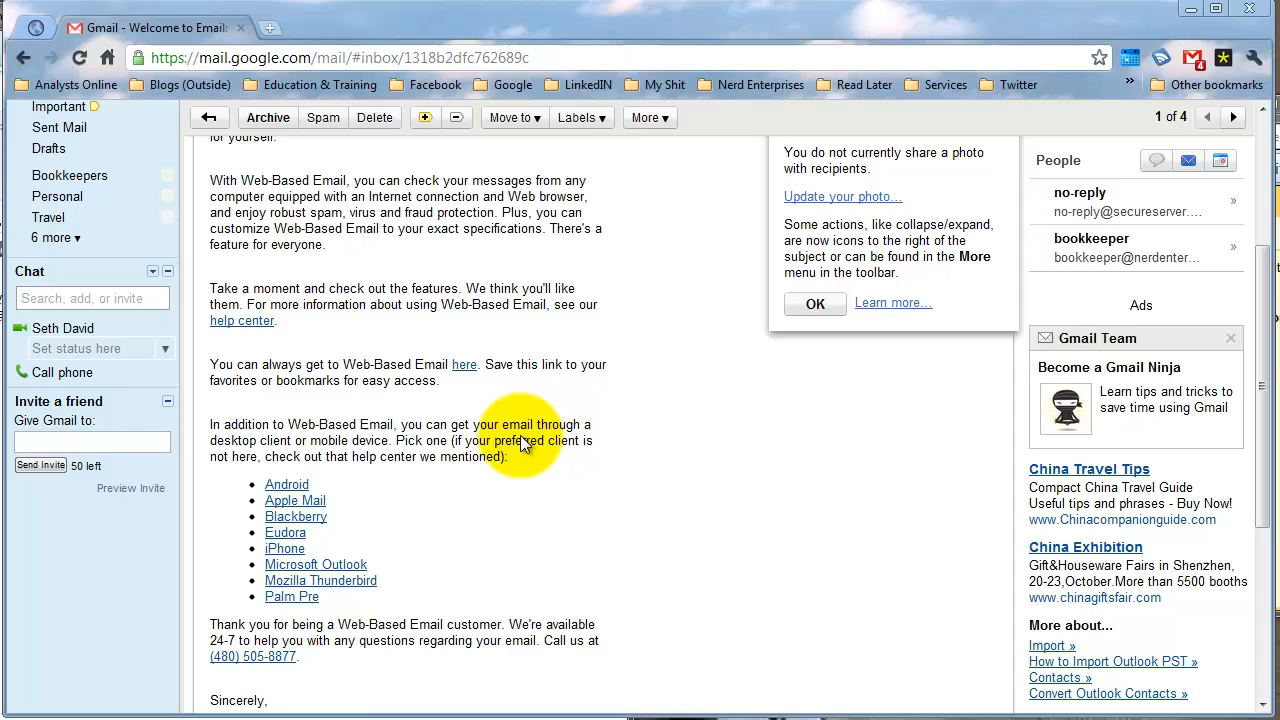 Gmail - Welcome to Email:
https://mail.google.com/mail/#inbox/1318b2dfc762689c
4
Analysts Online
Blogs (Outside)
Education & Training
Facebook
Google
LinkedIN
My Shit
Nerd Enterprises
Read Later
Services
Twitter
»
Other bookmarks
Important
Sent Mail
Drafts
Bookkeepers
Personal
Travel
6 more ▾
Chat
Search, add, or invite
Seth David
Set status here
Call phone
Invite a friend
Give Gmail to:
Send Invite 50 left
Preview Invite
Archive
Spam
Delete
Move to ▾
Labels ▾
More ▾
1 of 4
for yourself.
With Web-Based Email, you can check your messages from any
computer equipped with an Internet connection and Web browser,
and enjoy robust spam, virus and fraud protection. Plus, you can
customize Web-Based Email to your exact specifications. There's a
feature for everyone.
Take a moment and check out the features. We think you'll like
them. For more information about using Web-Based Email, see our
help center.
You can always get to Web-Based Email here. Save this link to your
favorites or bookmarks for easy access.
In addition to Web-Based Email, you can get your email through a
desktop client or mobile device. Pick one (if your preferred client is
not here, check out that help center we mentioned):
• Android
• Apple Mail
• Blackberry
• Eudora
• iPhone
• Microsoft Outlook
• Mozilla Thunderbird
• Palm Pre
Thank you for being a Web-Based Email customer. We're available
24-7 to help you with any questions regarding your email. Call us at
(480) 505-8877.
Sincerely,
You do not currently share a photo
with recipients.
Update your photo...
Some actions, like collapse/expand,
are now icons to the right of the
subject or can be found in the More
menu in the toolbar.
OK
Learn more...
People
no-reply
no-reply@secureserver....
»
bookkeeper
bookkeeper@nerdenter...
»
Ads
Gmail Team
Become a Gmail Ninja
Learn tips and tricks to
save time using Gmail
China Travel Tips
Compact China Travel Guide
Useful tips and phrases - Buy Now!
www.Chinacompanionguide.com
China Exhibition
Gift&Houseware Fairs in Shenzhen,
20-23,October.More than 5500 booths
www.chinagiftsfair.com
More about...
Import »
How to Import Outlook PST »
Contacts »
Convert Outlook Contacts »